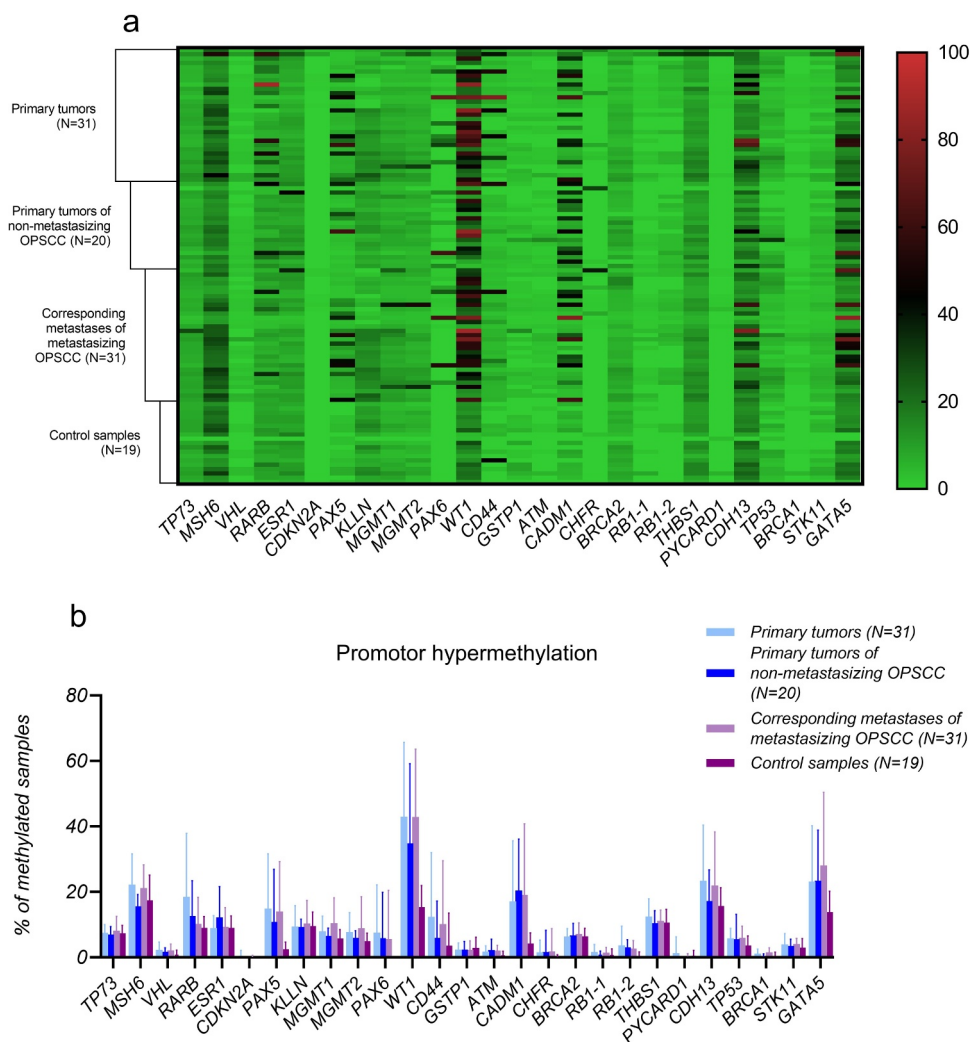 a
Primary tumors
(N=31)
Primary tumors of
non-metastasizing
OPSCC (N=20)
Corresponding
metastases of
metastasizing
OPSCC (N=31)
Control samples
(N=19)
100
80
60
40
20
0
TP73
MSH6
VHL
RARB
ESR1
CDKN2A
PAX5
KLLN
MGMT1
MGMT2
PAX6
WT1
CD44
GSTP1
ATM
CADM1
CHFR
BRCA2
RB1-1
RB1-2
THBS1
PYCARD1
CDH13
TP53
BRCA1
STK11
GATA5
b
Promotor hypermethylation
Primary tumors (N=31)
Primary tumors of
non-metastasizing OPSCC
(N=20)
Corresponding metastases of
metastasizing OPSCC (N=31)
Control samples (N=19)
% of methylated samples
80
60
40
20
0
TP73
MSH6
VHL
RARB
ESR1
CDKN2A
PAX5
KLLN
MGMT1
MGMT2
PAX6
WT1
CD44
GSTP1
ATM
CADM1
CHFR
BRCA2
RB1-1
RB1-2
THBS1
PYCARD1
CDH13
TP53
BRCA1
STK11
GATA5